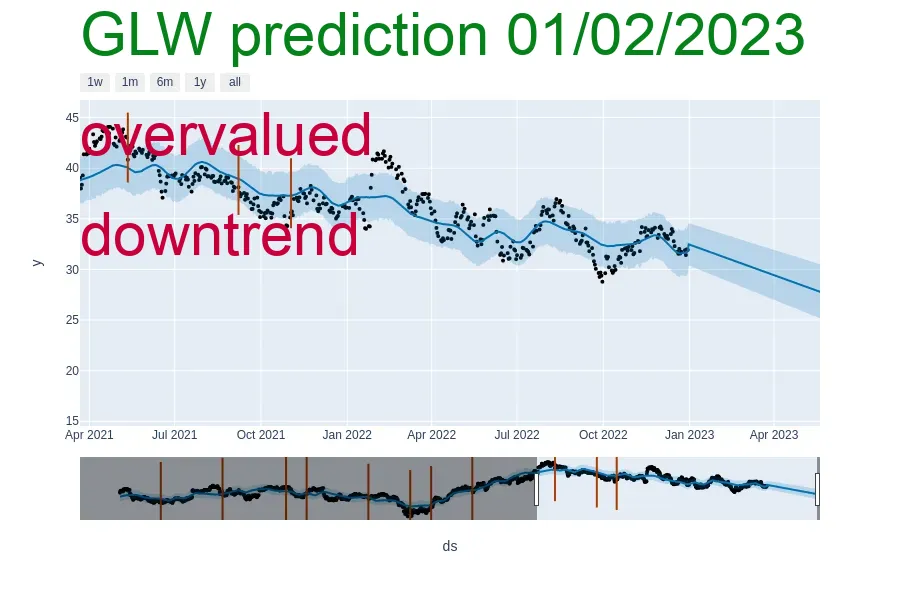 GLW prediction 01/02/2023
1w 1m 6m 1y all
overvalued
downtrend
45
40
35
30
25
20
15
y
Apr 2021 Jul 2021 Oct 2021 Jan 2022 Apr 2022 Jul 2022 Oct 2022 Jan 2023 Apr 2023
ds